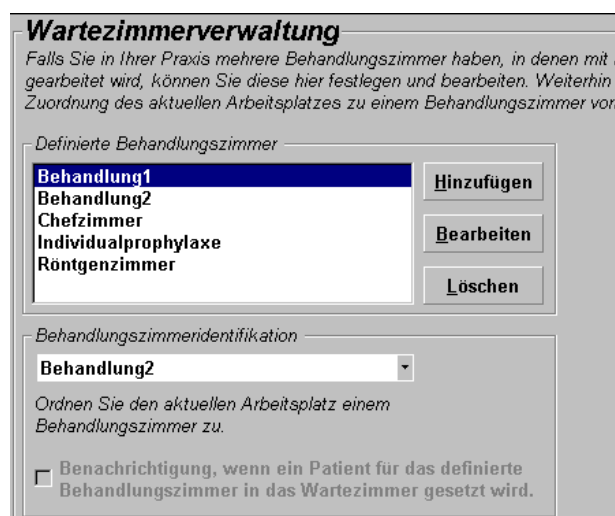 Wartezimmerverwaltung
Falls Sie in Ihrer Praxis mehrere Behandlungszimmer haben, in denen mit
gearbeitet wird, können Sie diese hier festlegen und bearbeiten. Weiterhin
Zuordnung des aktuellen Arbeitsplatzes zu einem Behandlungszimmer vor
Definierte Behandlungszimmer
Behandlung1
Behandlung2
Chefzimmer
Individualprophylaxe
Röntgenzimmer
Hinzufügen
Bearbeiten
Löschen
Behandlungszimmeridentifikation
Behandlung2
Ordnen Sie den aktuellen Arbeitsplatz einem
Behandlungszimmer zu.
Benachrichtigung, wenn ein Patient für das definierte
Behandlungszimmer in das Wartezimmer gesetzt wird.